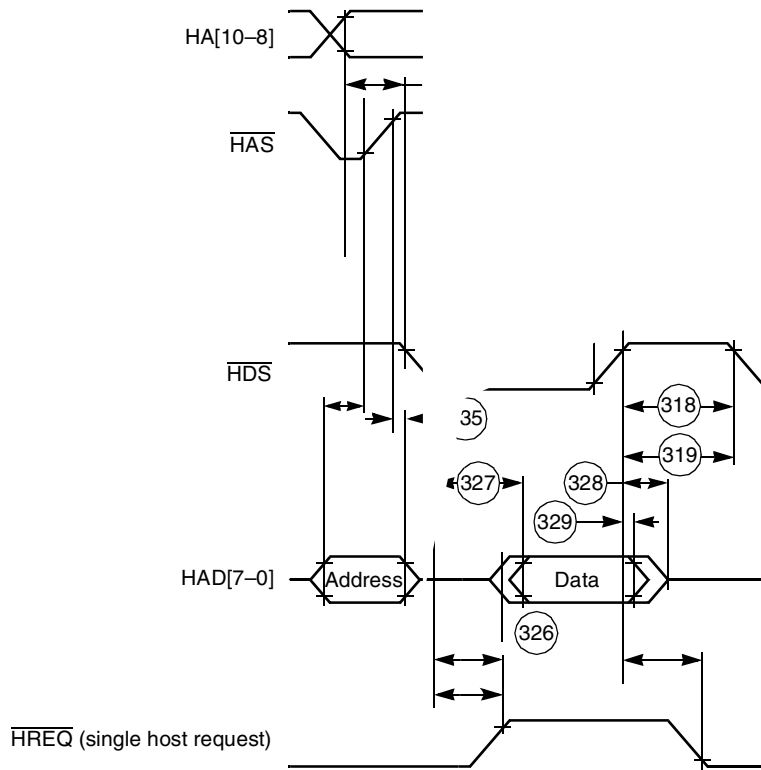 HA[10–8]
HAS
HDS
35
318
319
327
328
329
HAD[7–0]
Address
Data
326
HREQ (single host request)